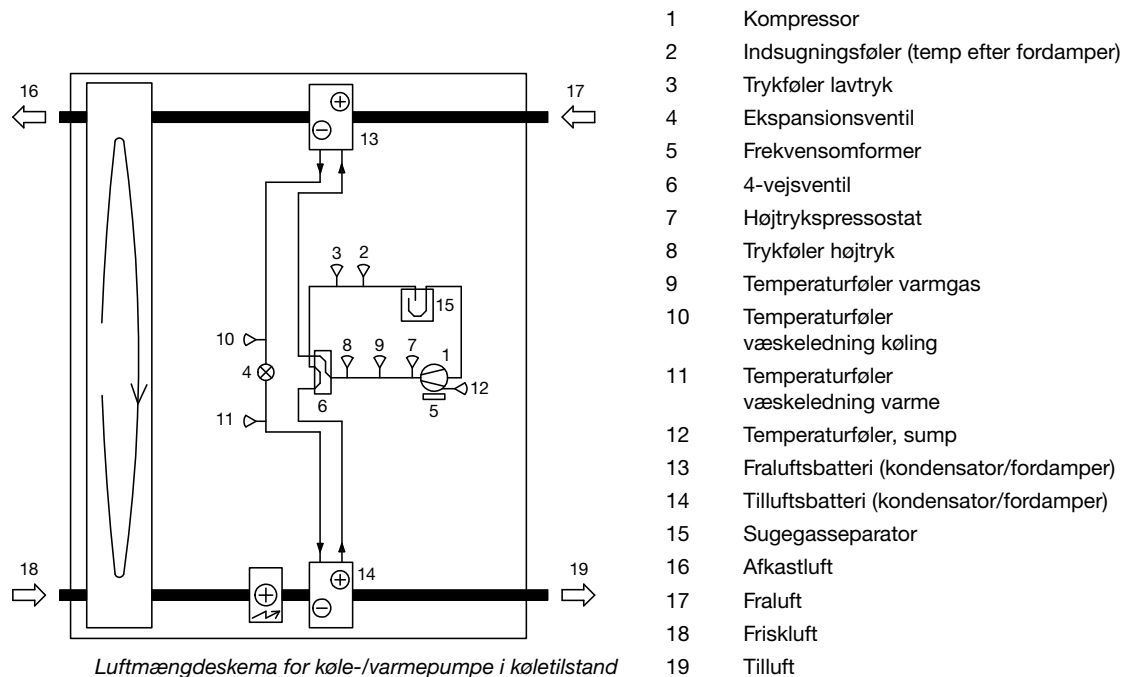 16
17
13
3 2
15
10
8 9 7 1
4
12
6
5
11
18
14
19
Luftmængdeskema for køle-/varmepumpe i køletilstand
1 Kompressor
2 Indsugningsføler (temp efter fordamper)
3 Trykføler lavtryk
4 Ekspansionsventil
5 Frekvensomformer
6 4-vejsventil
7 Højtrykspressostat
8 Trykføler højtryk
9 Temperaturføler varmgas
10 Temperaturføler
væskeledning køling
11 Temperaturføler
væskeledning varme
12 Temperaturføler, sump
13 Fraluftsbatteri (kondensator/fordamper)
14 Tilluftsbatteri (kondensator/fordamper)
15 Sugegasseparator
16 Afkastluft
17 Fraluft
18 Friskluft
19 Tilluft